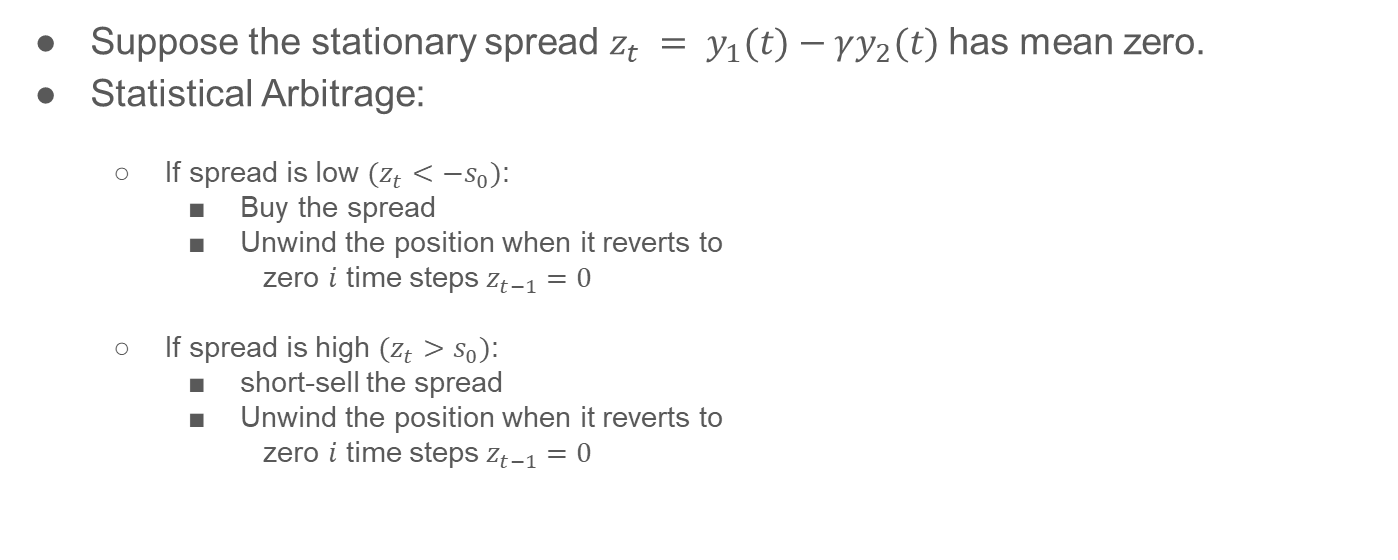 ● Suppose the stationary spread z_t = y_1(t) − γy_2(t) has mean zero.
● Statistical Arbitrage:
○ If spread is low (z_t < −s_0):
■ Buy the spread
■ Unwind the position when it reverts to
zero i time steps z_{t−1} = 0
○ If spread is high (z_t > s_0):
■ short-sell the spread
■ Unwind the position when it reverts to
zero i time steps z_{t−1} = 0